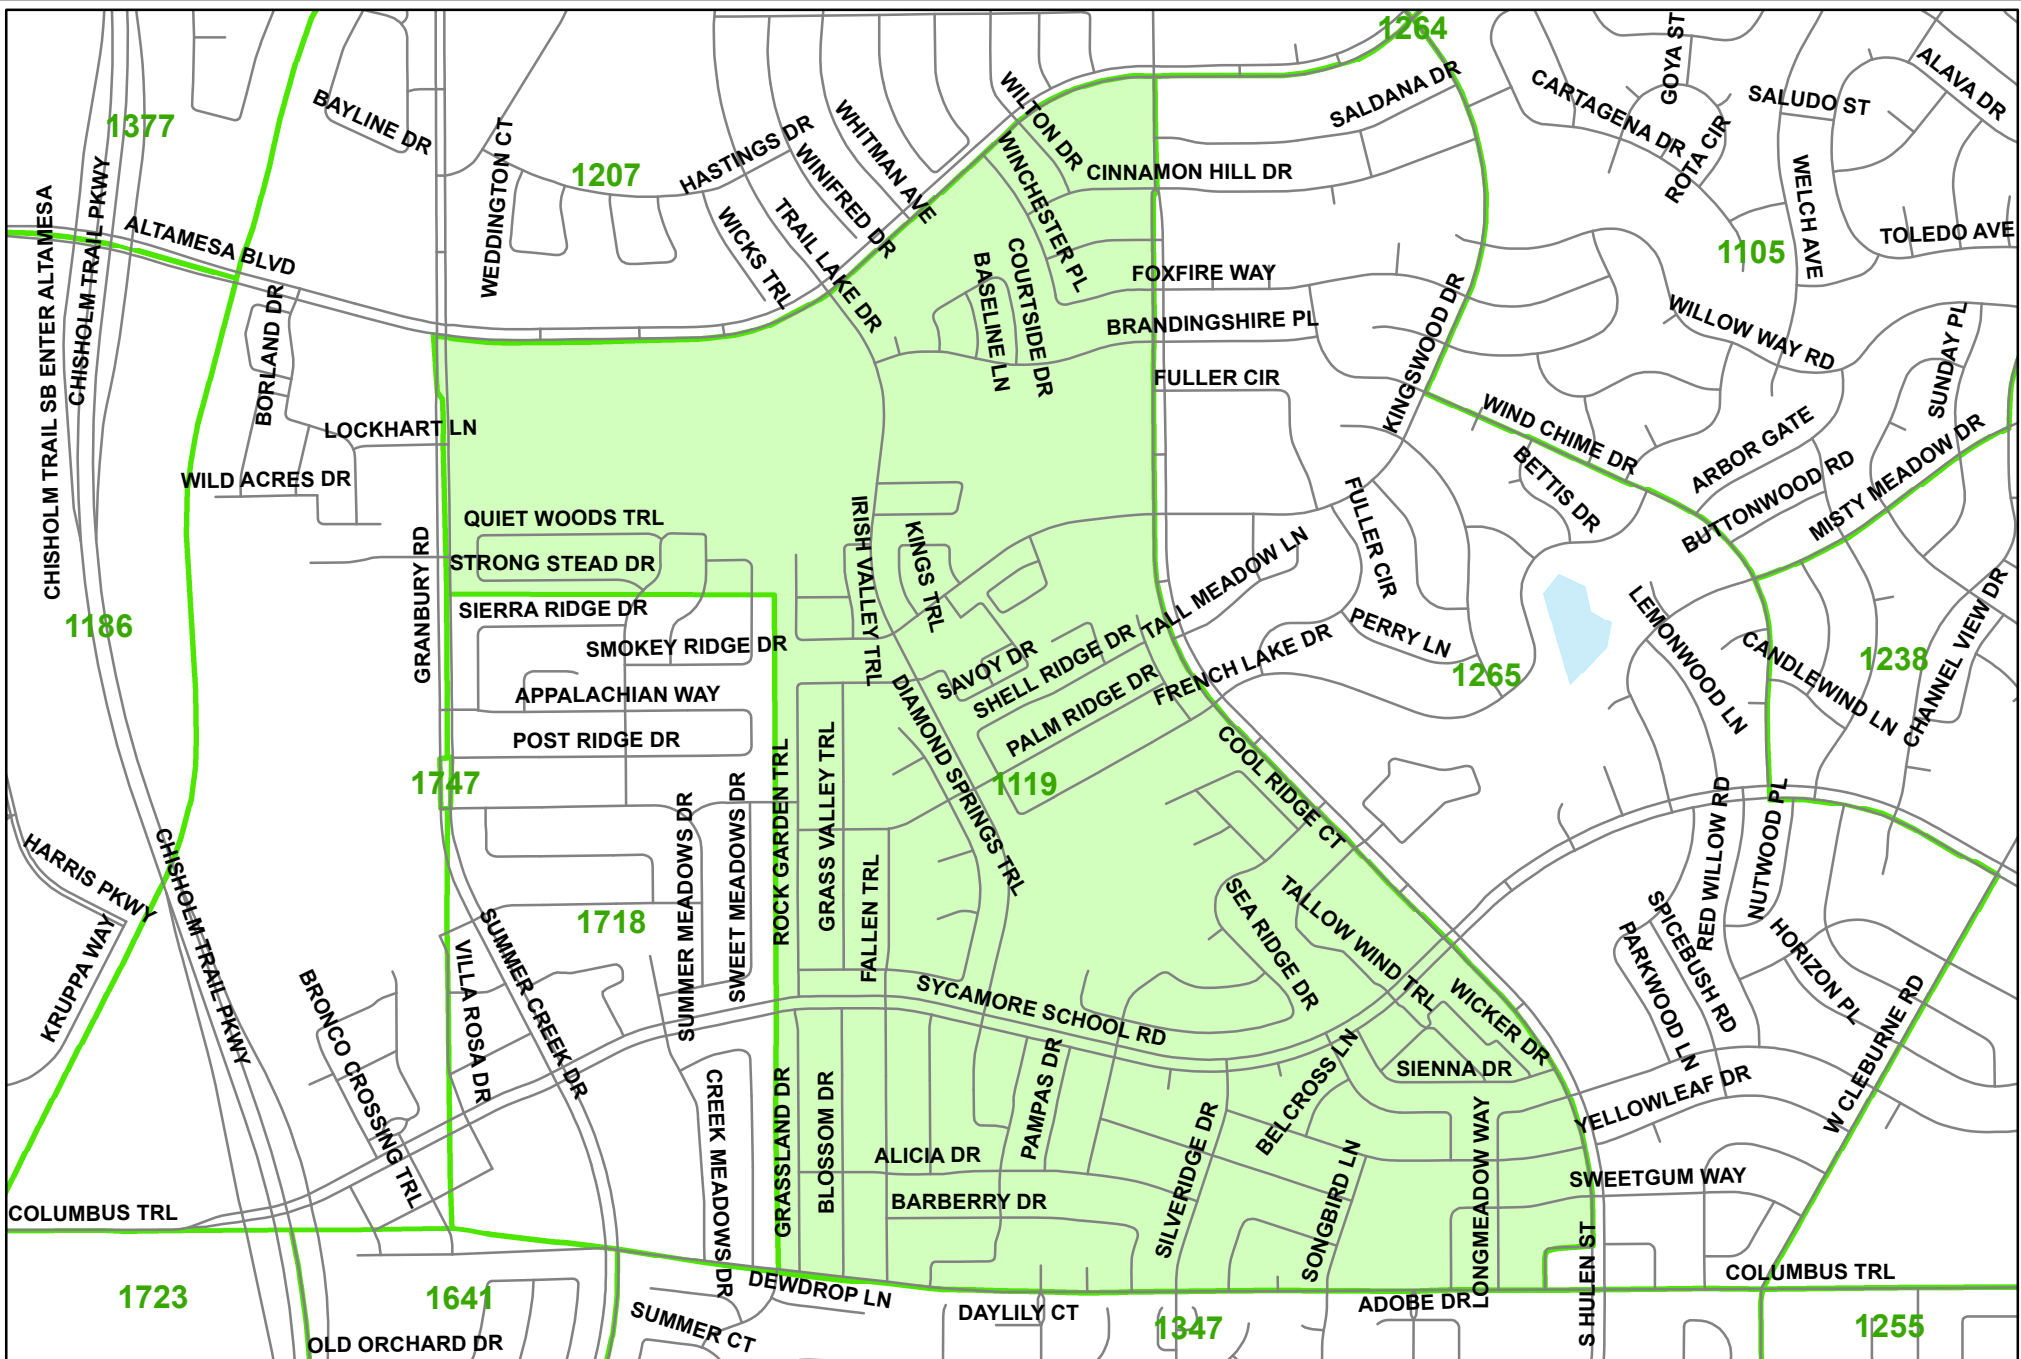 1264
GOYA ST
ALAVA DR
SALDANA DR
CARTAGENA DR
SALUDO ST
BAYLINE DR
1377
WILTON DR
WHITMAN AVE
HASTINGS DR
WINIFRED DR
WEDDINGTON CT
1207
WINCHESTER PL
CINNAMON HILL DR
ROTA CIR
WELCH AVE
CHISHOLM TRAIL SB ENTER ALTAMESA
CHISHOLM TRAIL PKWY
ALTAMESA BLVD
WICKS TRL
TRAIL LAKE DR
TOLEDO AVE
1105
COURTSIDE DR
BASELINE LN
FOXFIRE WAY
BRANDINGSHIRE PL
KINGSWOOD DR
WILLOW WAY RD
SUNDAY PL
BORLAND DR
FULLER CIR
LOCKHART LN
WILD ACRES DR
WIND CHIME DR
ARBOR GATE
MISTY MEADOW DR
BUTTONWOOD RD
BETTIS DR
QUIET WOODS TRL
STRONG STEAD DR
GRANBURY RD
IRISH VALLEY TRL
KINGS TRL
FULLER CIR
TALL MEADOW LN
1186
SIERRA RIDGE DR
SMOKEY RIDGE DR
SAVOY DR
SHELL RIDGE DR
PALM RIDGE DR
FRENCH LAKE DR
PERRY LN
1265
LEMONWOOD LN
CANDLEWIND LN
1238
CHANNEL VIEW DR
APPALACHIAN WAY
POST RIDGE DR
DIAMOND SPRINGS TRL
1747
1119
COOL RIDGE CT
ROCK GARDEN TRL
GRASS VALLEY TRL
SWEET MEADOWS DR
SUMMER MEADOWS DR
FALLEN TRL
RED WILLOW RD
NUTWOOD PL
HARRIS PKWY
CHISHOLM TRAIL PKWY
KRUPPA WAY
1718
SEA RIDGE DR
TALLOW WIND TRL
SPICEBUSH RD
PARKWOOD LN
HORIZON PL
SUMMER CREEK DR
VILLA ROSA DR
BRONCO CROSSING TRL
SYCAMORE SCHOOL RD
WICKER DR
W CLEBURNE RD
SIENNA DR
BELCROSS LN
PAMPAS DR
YELLOWLEAF DR
CREEK MEADOWS DR
GRASSLAND DR
BLOSSOM DR
ALICIA DR
BARBERRY DR
SILVERIDGE DR
SONGBIRD LN
LONGMEADOW WAY
SWEETGUM WAY
S HULEN ST
COLUMBUS TRL
COLUMBUS TRL
1723
1641
DEWDROP LN
DAYLILY CT
ADOBE DR
1347
1255
OLD ORCHARD DR
SUMMER CT